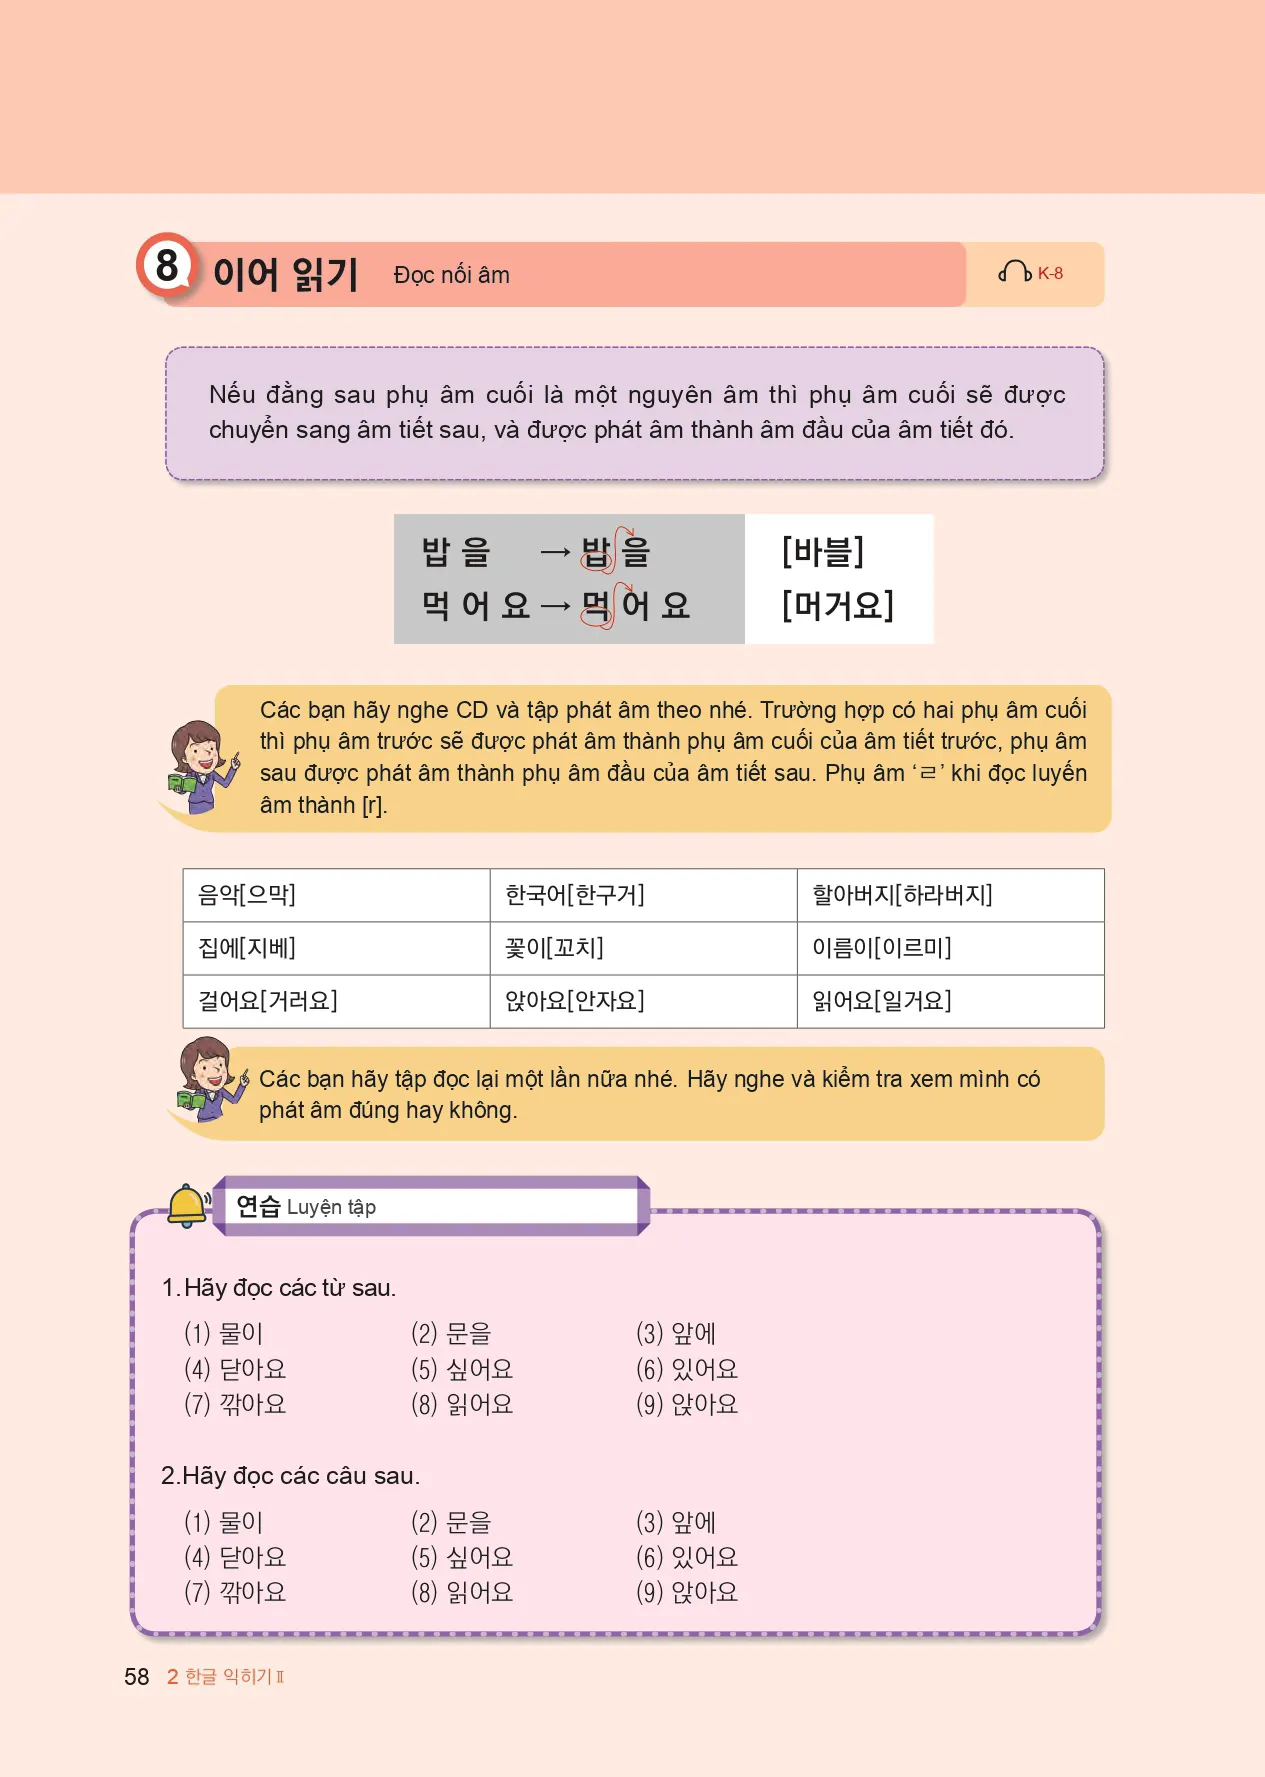 8 이어 읽기 Đọc nối âm K-8
Nếu đằng sau phụ âm cuối là một nguyên âm thì phụ âm cuối sẽ được
chuyển sang âm tiết sau, và được phát âm thành âm đầu của âm tiết đó.
밥 을 → 밥 을 [바블]
먹 어 요 → 먹 어 요 [머거요]
Các bạn hãy nghe CD và tập phát âm theo nhé. Trường hợp có hai phụ âm cuối
thì phụ âm trước sẽ được phát âm thành phụ âm cuối của âm tiết trước, phụ âm
sau được phát âm thành phụ âm đầu của âm tiết sau. Phụ âm ‘ㄹ’ khi đọc luyến
âm thành [r].
음악[으막] 한국어[한구거] 할아버지[하라버지]
집에[지베] 꽃이[꼬치] 이름이[이르미]
걸어요[거러요] 앉아요[안자요] 읽어요[일거요]
Các bạn hãy tập đọc lại một lần nữa nhé. Hãy nghe và kiểm tra xem mình có
phát âm đúng hay không.
연습 Luyện tập
1.Hãy đọc các từ sau.
(1) 물이 (2) 문을 (3) 앞에
(4) 닫아요 (5) 싶어요 (6) 있어요
(7) 깎아요 (8) 읽어요 (9) 앉아요
2.Hãy đọc các câu sau.
(1) 물이 (2) 문을 (3) 앞에
(4) 닫아요 (5) 싶어요 (6) 있어요
(7) 깎아요 (8) 읽어요 (9) 앉아요
58 2 한글 익히기 Ⅱ